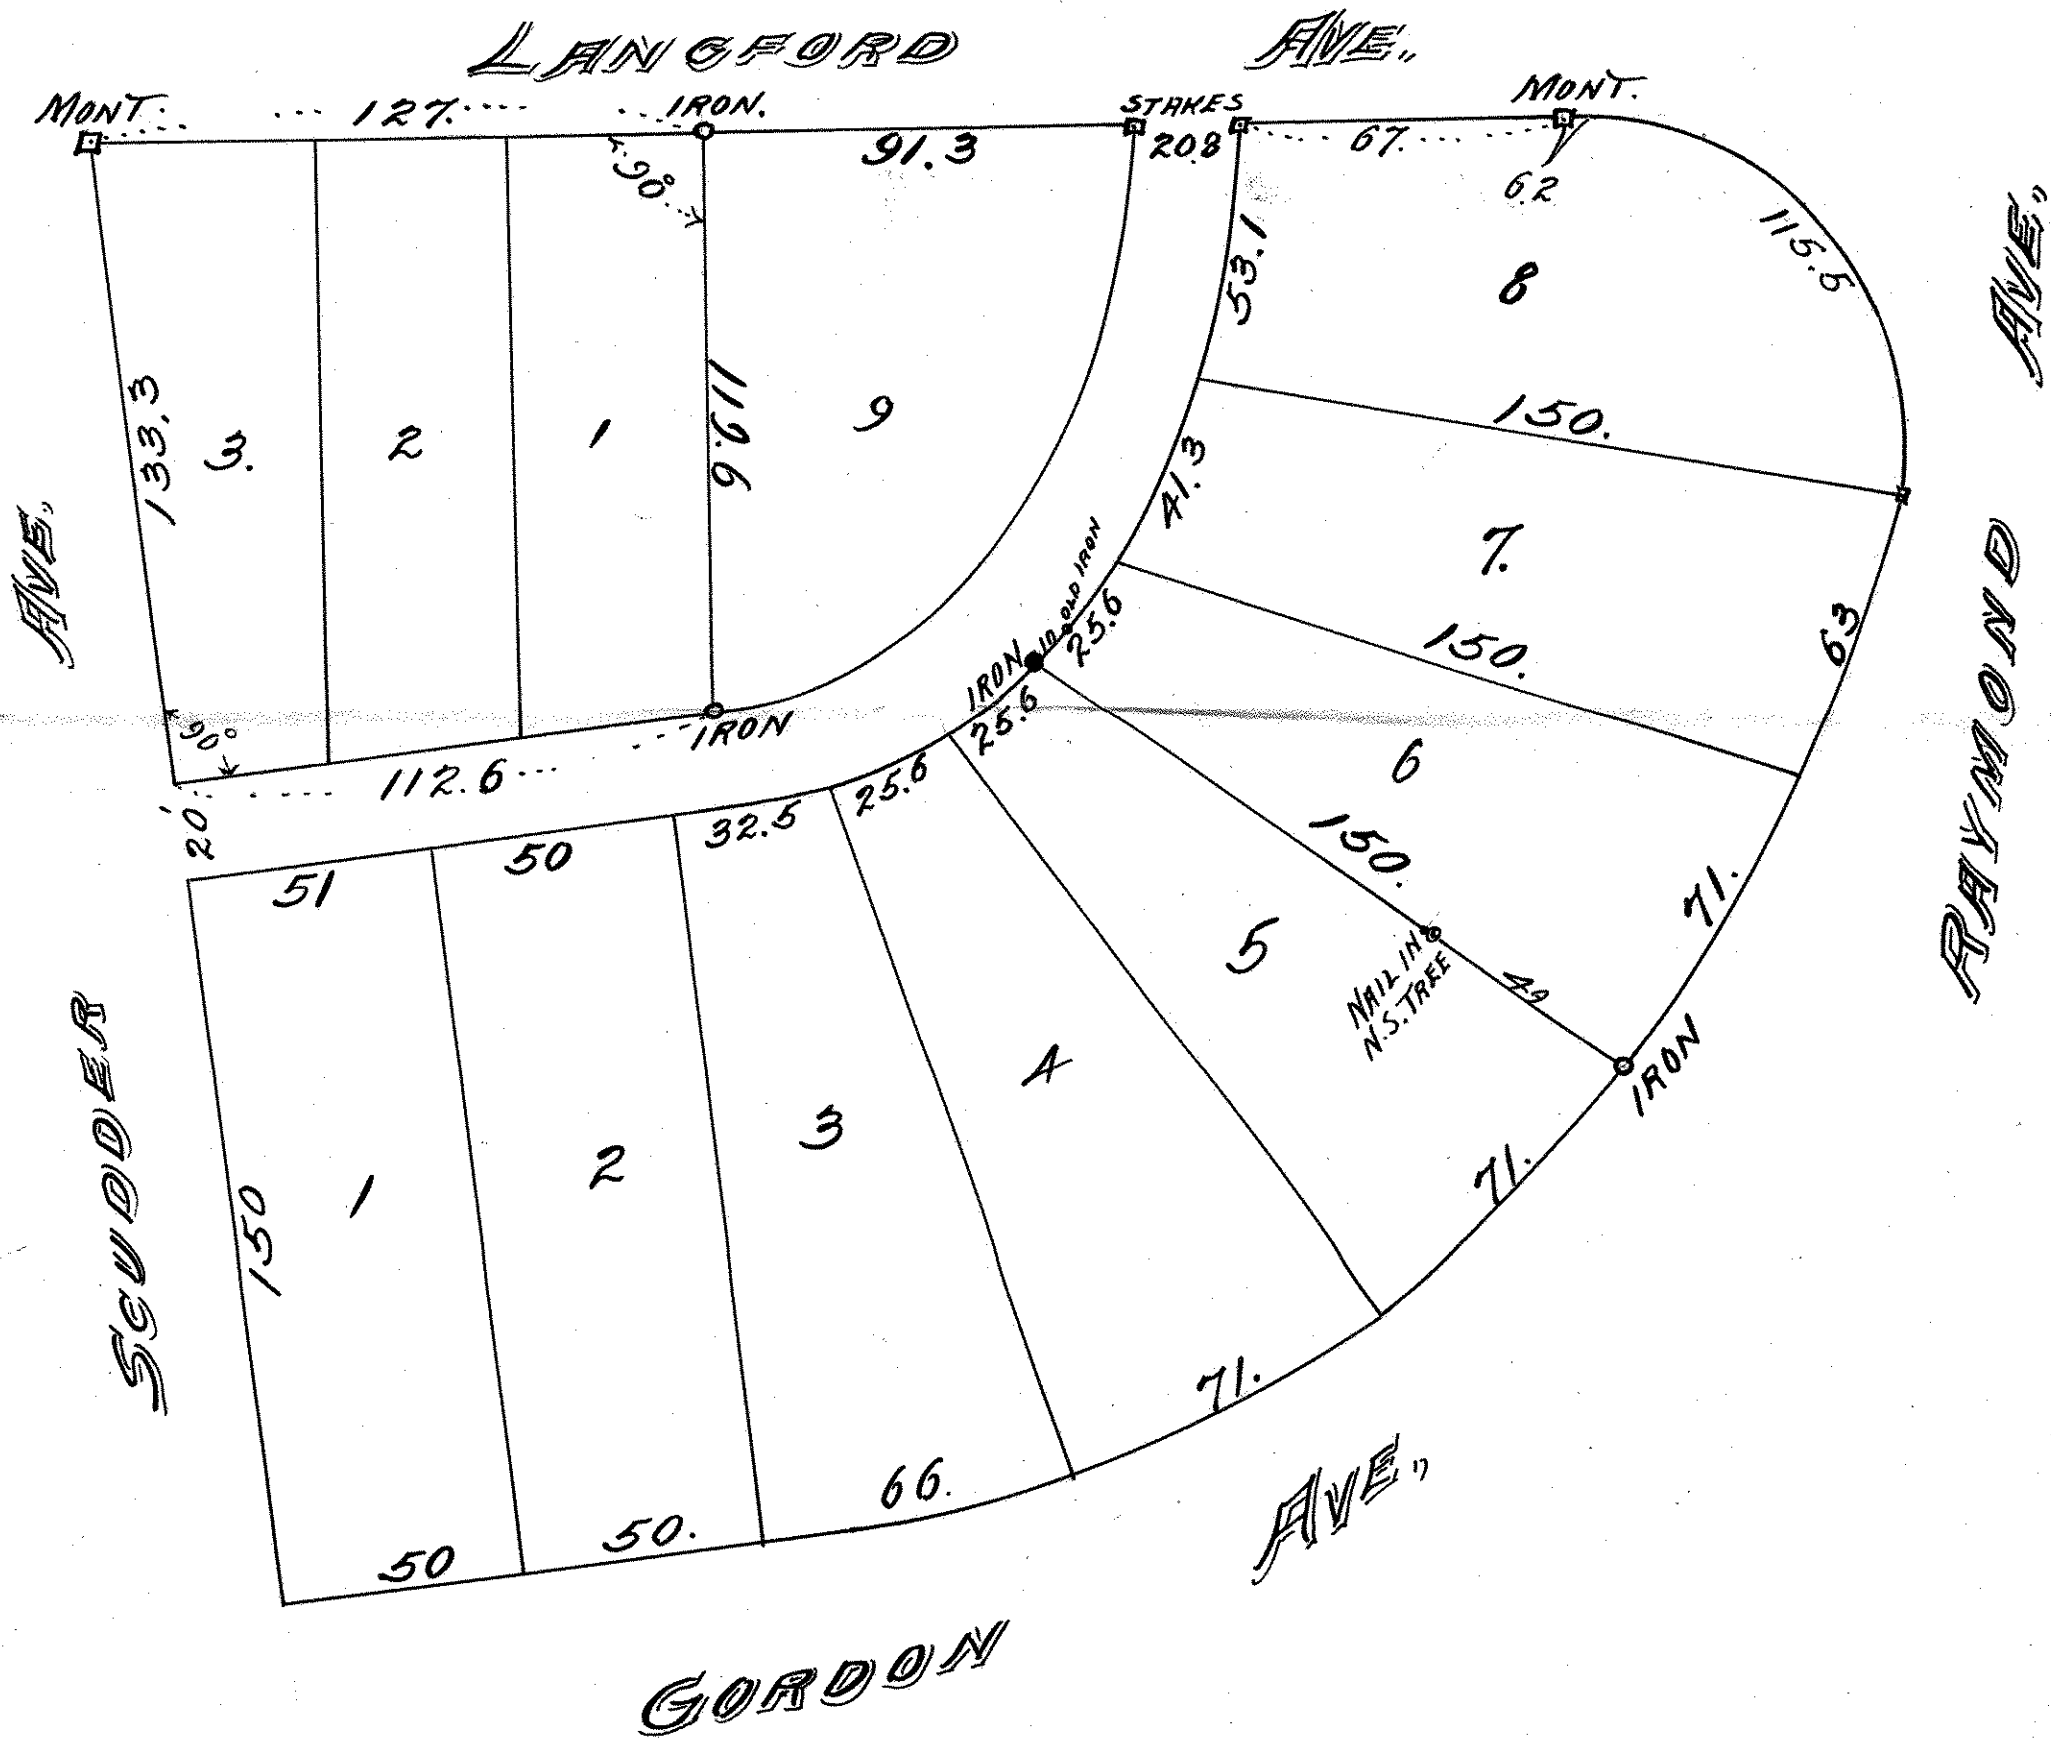 LANGFORD AVE.,
MONT. 127. IRON. STAKES MONT.
91.3 20.8 67.
90°
6.2
115.5
53.1
8
AVE.,
133.3
3.
2
1
119.6
9
150.
41.3
AVE.
7.
10 OLD IRON
25.6
150.
63
IRON
25.6
RAYMOND
90°
IRON
112.6
6
20'
25.6
32.5
50
51
150.
71.
5
NAIL IN
N.S. TREE
49
IRON
SCUDDER
4
3
2
1
150
71.
71.
66.
50.
50
AVE.,
GORDON